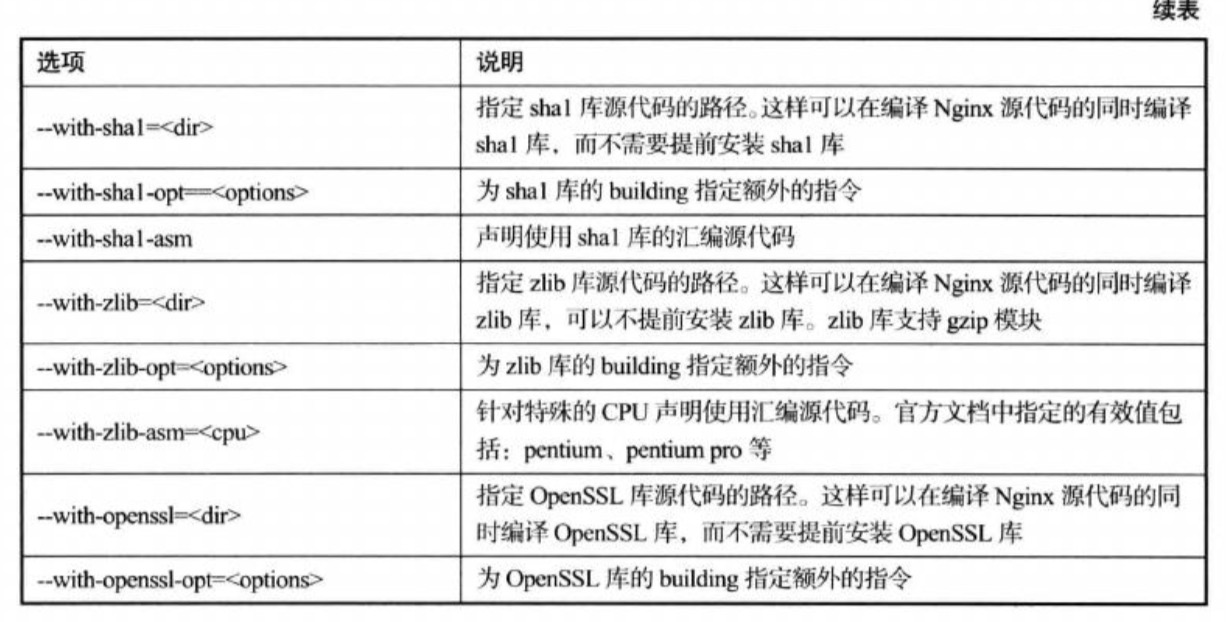 续表
选项 说明
--with-sha1=<dir> 指定 sha1 库源代码的路径。这样可以在编译 Nginx 源代码的同时编译
sha1 库，而不需要提前安装 sha1 库
--with-sha1-opt==<options> 为 sha1 库的 building 指定额外的指令
--with-sha1-asm 声明使用 sha1 库的汇编源代码
--with-zlib=<dir> 指定 zlib 库源代码的路径。这样可以在编译 Nginx 源代码的同时编译
zlib 库，可以不提前安装 zlib 库。zlib 库支持 gzip 模块
--with-zlib-opt=<options> 为 zlib 库的 building 指定额外的指令
--with-zlib-asm=<cpu> 针对特殊的 CPU 声明使用汇编源代码。官方文档中指定的有效值包
括：pentium、pentium pro 等
--with-openssl=<dir> 指定 OpenSSL 库源代码的路径。这样可以在编译 Nginx 源代码的同
时编译 OpenSSL 库，而不需要提前安装 OpenSSL 库
--with-openssl-opt=<options> 为 OpenSSL 库的 building 指定额外的指令